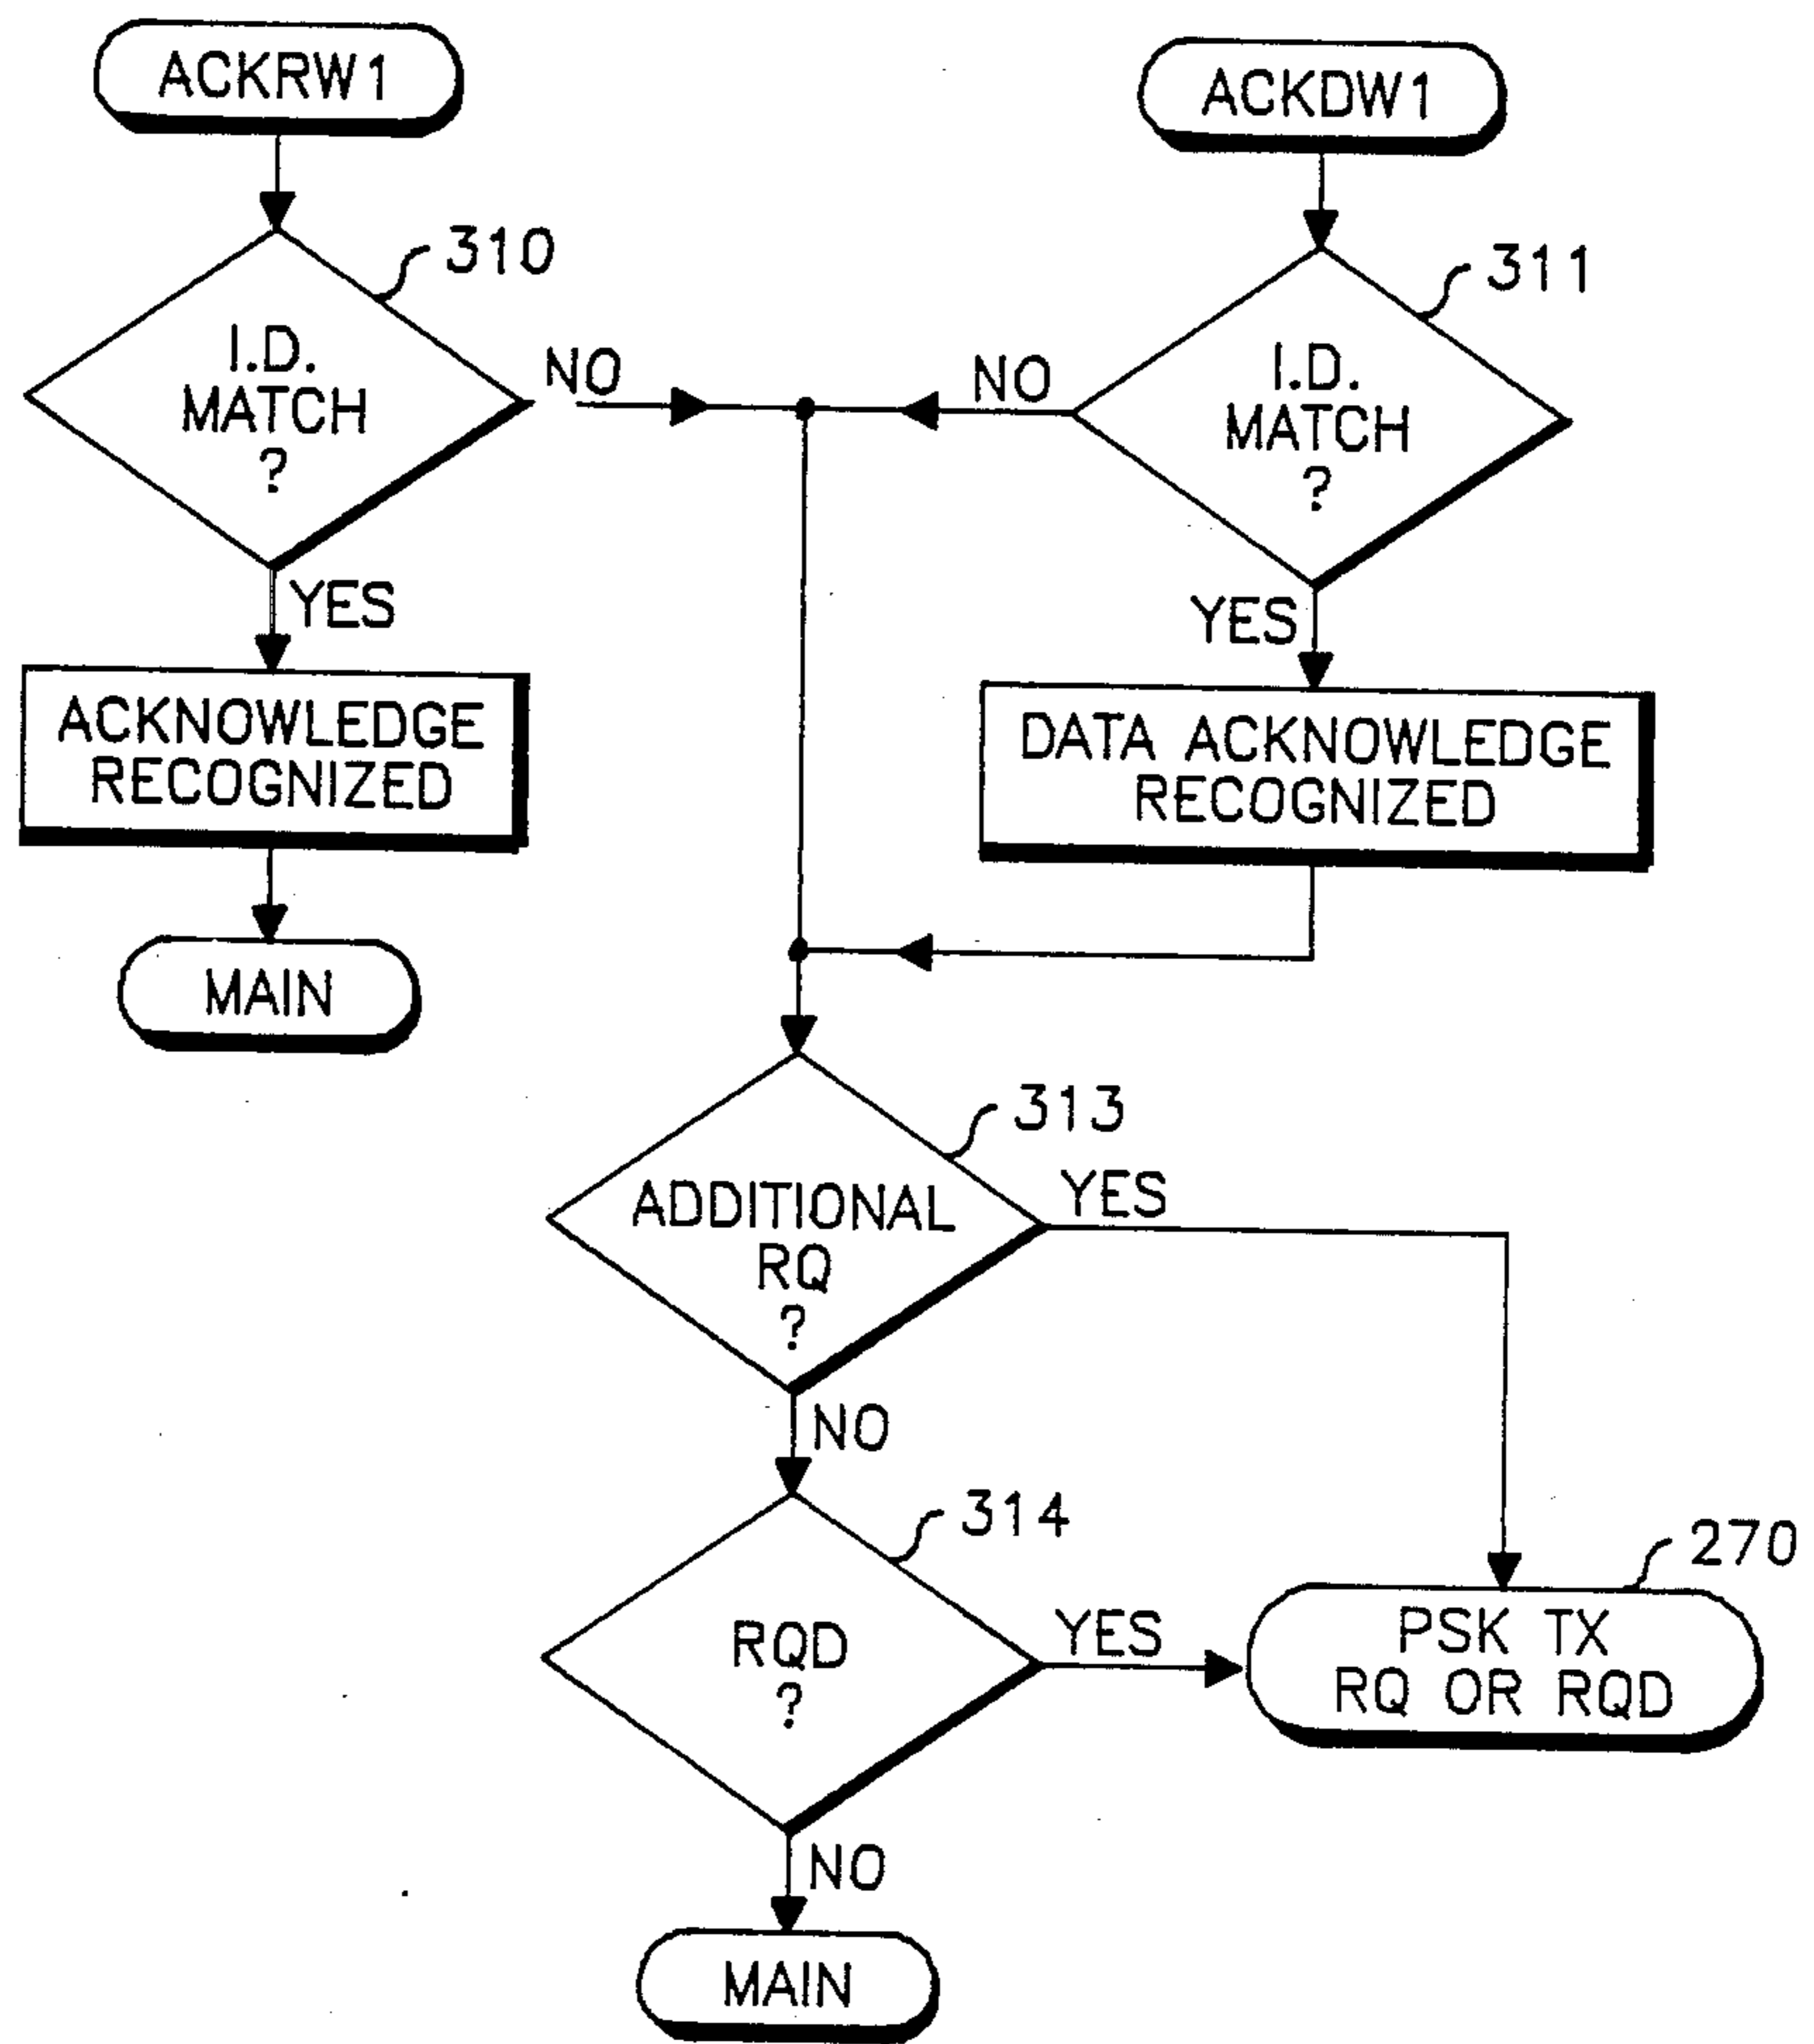 ACKRW1
ACKDW1
310
311
I.D.
MATCH
?
NO
NO
I.D.
MATCH
?
YES
YES
ACKNOWLEDGE
RECOGNIZED
DATA ACKNOWLEDGE
RECOGNIZED
MAIN
313
ADDITIONAL
RQ
?
YES
NO
314
270
RQD
?
YES
PSK TX
RQ OR RQD
NO
MAIN